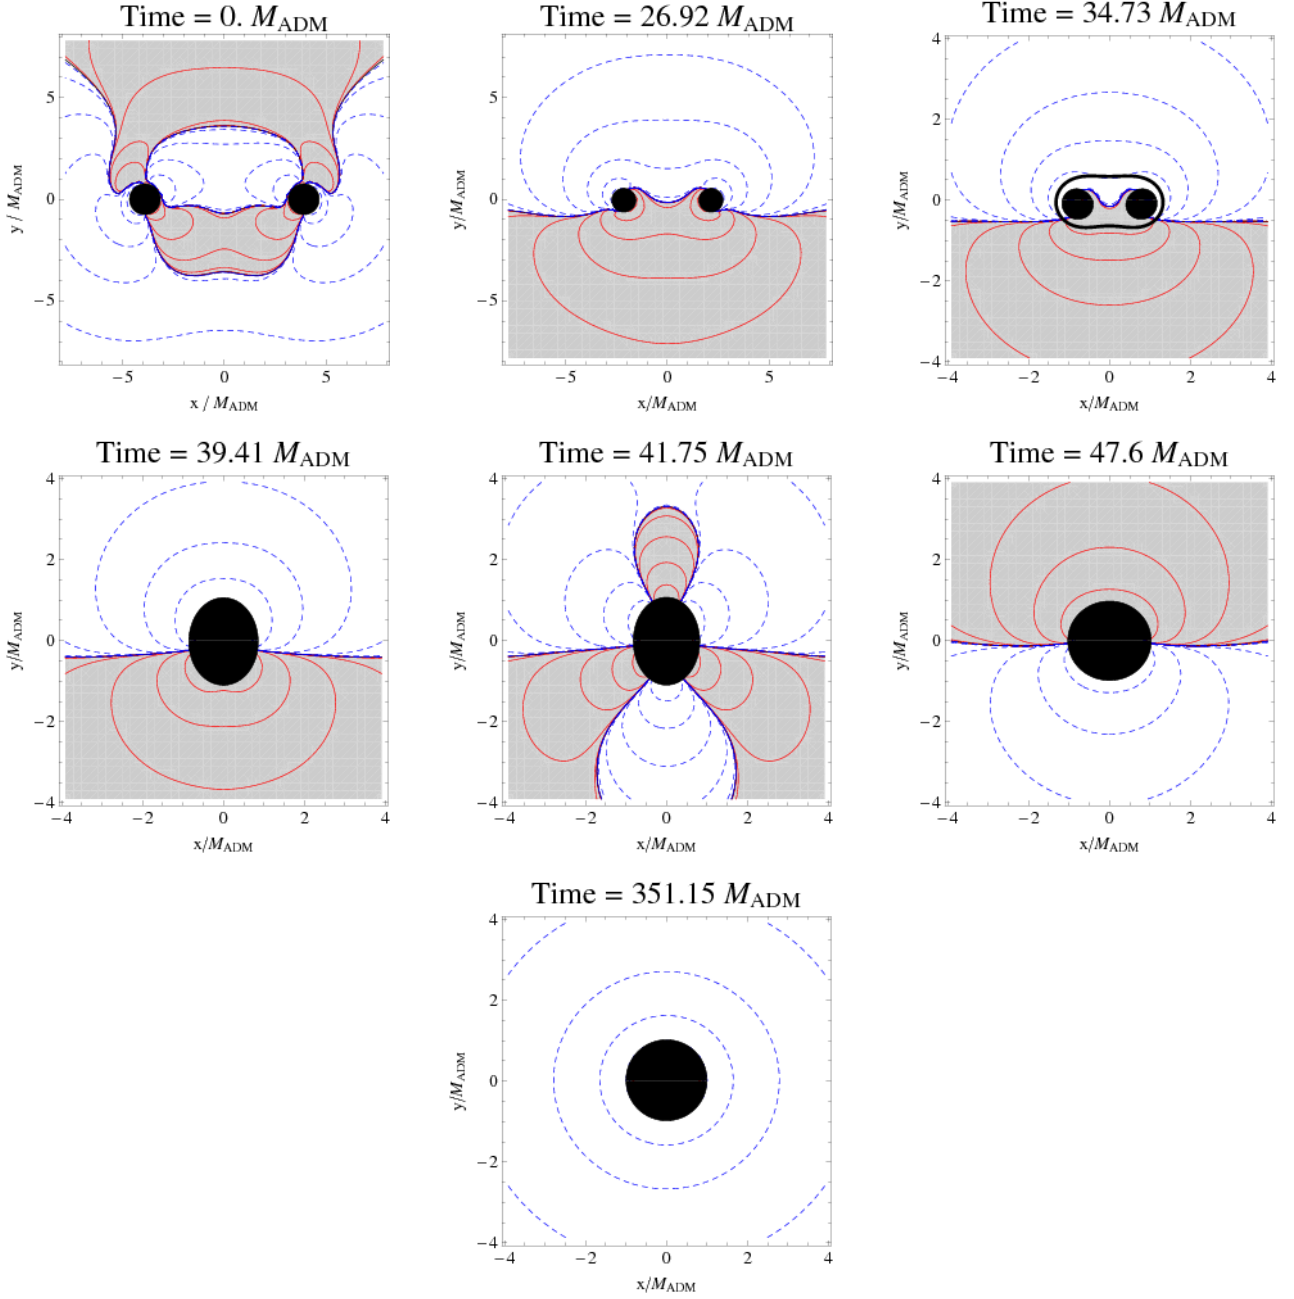 Time = 0. M_ADM
Time = 26.92 M_ADM
Time = 34.73 M_ADM
y / M_ADM
5
0
−5
−5 0 5
x / M_ADM
y/M_ADM
5
0
−5
−5 0 5
x/M_ADM
y/M_ADM
4
2
0
−2
−4
−4 −2 0 2 4
x/M_ADM
Time = 39.41 M_ADM
Time = 41.75 M_ADM
Time = 47.6 M_ADM
y/M_ADM
4
2
0
−2
−4
−4 −2 0 2 4
x/M_ADM
y/M_ADM
4
2
0
−2
−4
−4 −2 0 2 4
x/M_ADM
y/M_ADM
4
2
0
−2
−4
−4 −2 0 2 4
x/M_ADM
Time = 351.15 M_ADM
y/M_ADM
4
2
0
−2
−4
−4 −2 0 2 4
x/M_ADM